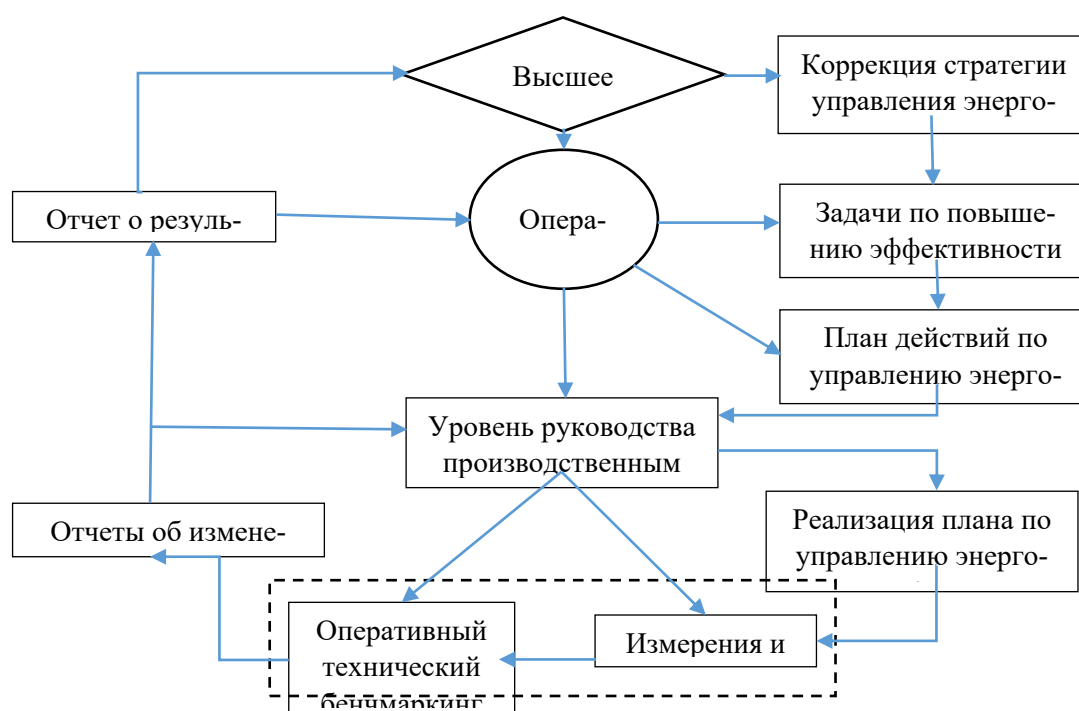 Высшее
Коррекция стратегии
управления энерго-
Отчет о резуль-
Опера-
Задачи по повыше-
нию эффективности
План действий по
управлению энерго-
Уровень руководства
производственным
Отчеты об измене-
Реализация плана по
управлению энерго-
Оперативный
технический
бенчмаркинг
Измерения и